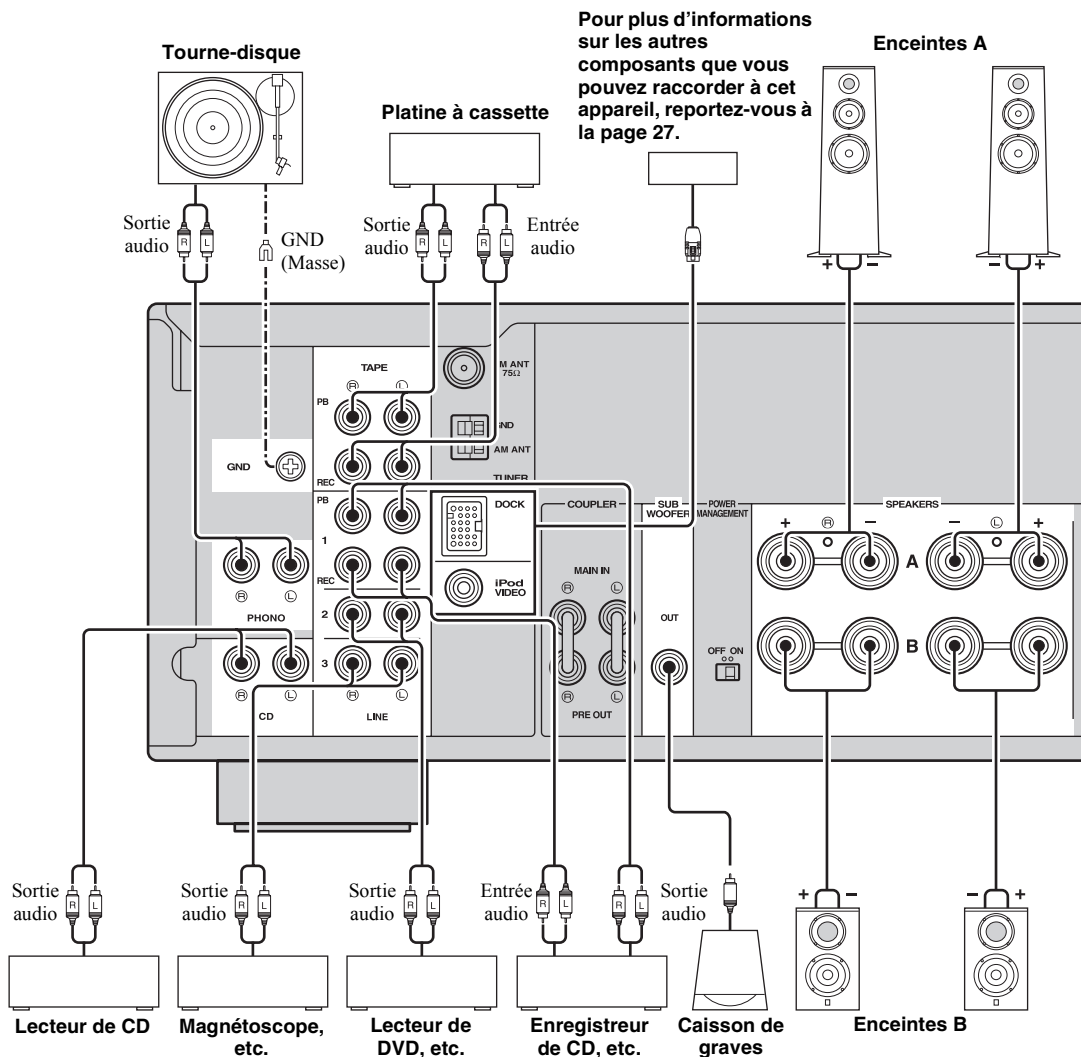 Pour plus d'informations
sur les autres
composants que vous
pouvez raccorder à cet
appareil, reportez-vous à
la page 27.
Tourne-disque
Platine à cassette
Enceintes A
Sortie
audio
R L
GND
(Masse)
Sortie
audio
R L
R L
Entrée
audio
+ −
− +
TAPE
R L
PB
REC
M ANT
75Ω
GND
AM ANT
TUNER
GND
PB
1
REC
2
3
R L
LINE
R L
PHONO
R L
CD
DOCK
iPod
VIDEO
COUPLER
MAIN IN
R L
R L
PRE OUT
SUB
WOOFER
OUT
POWER
MANAGEMENT
OFF ON
SPEAKERS
+ R −
− L +
A
B
Sortie
audio
R L
Sortie
audio
R L
Sortie
audio
R L
Entrée
audio
R L
R L
Sortie
audio
+ −
− +
Lecteur de CD
Magnétoscope,
etc.
Lecteur de
DVD, etc.
Enregistreur
de CD, etc.
Caisson de
graves
Enceintes B